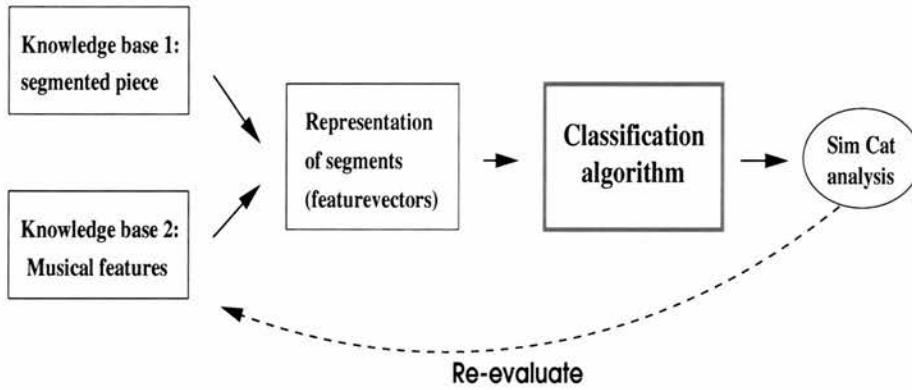 Knowledge base 1:
segmented piece
Knowledge base 2:
Musical features
Representation
of segments
(featurevectors)
Classification
algorithm
Sim Cat
analysis
Re-evaluate